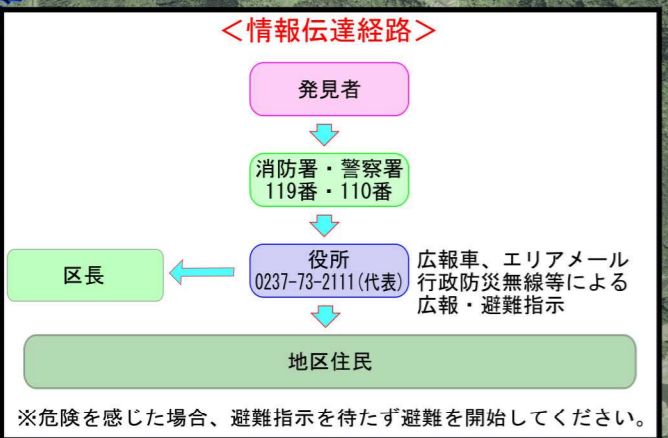 ＜情報伝達経路＞
発見者
消防署・警察署
119番・110番
役所
0237-73-2111(代表)
区長
広報車、エリアメール
行政防災無線等による
広報・避難指示
地区住民
※危険を感じた場合、避難指示を待たず避難を開始してください。